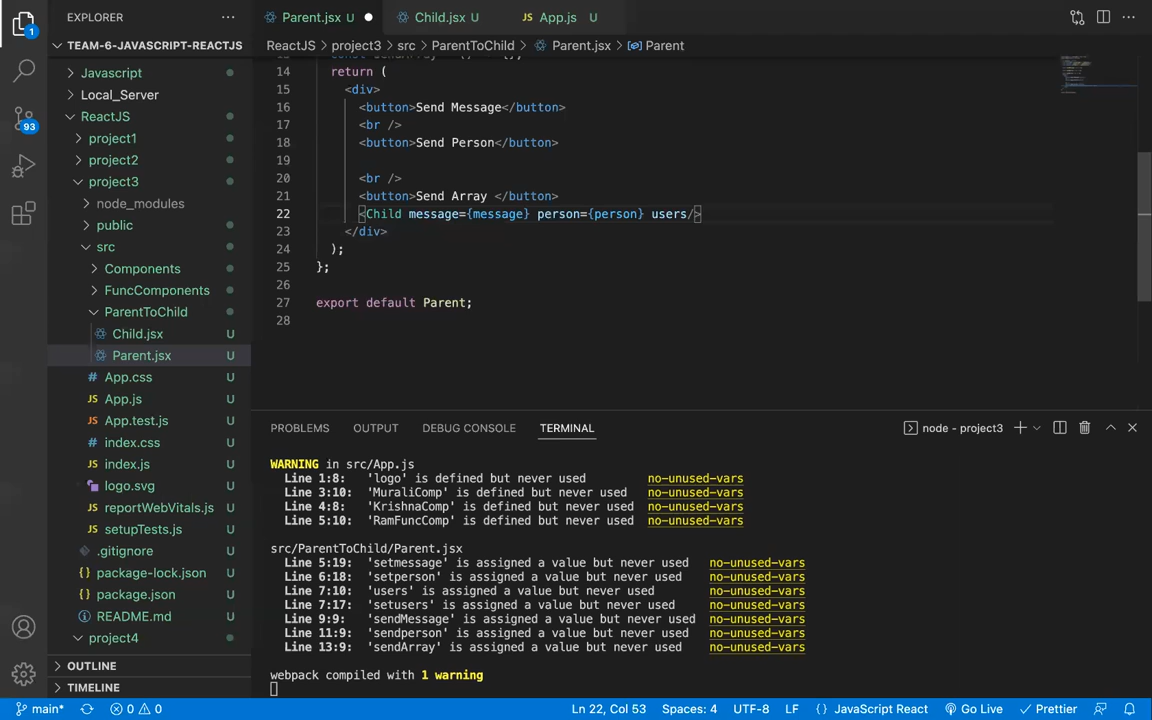 EXPLORER
Parent.jsx U
Child.jsx U
JS App.js U
TEAM-6-JAVASCRIPT-REACTJS
ReactJS > project3 > src > ParentToChild > Parent.jsx > Parent
1
93
Javascript
Local_Server
ReactJS
project1
project2
project3
node_modules
public
src
Components
FuncComponents
ParentToChild
Child.jsx U
Parent.jsx U
# App.css U
JS App.js U
JS App.test.js U
# index.css U
JS index.js U
logo.svg U
JS reportWebVitals.js U
JS setupTests.js U
.gitignore U
{} package-lock.json U
{} package.json U
README.md U
project4
OUTLINE
TIMELINE
14 return (
15 <div>
16 <button>Send Message</button>
17 <br />
18 <button>Send Person</button>
19
20 <br />
21 <button>Send Array </button>
22 <Child message={message} person={person} users/>
23 </div>
24 );
25 };
26
27 export default Parent;
28
PROBLEMS OUTPUT DEBUG CONSOLE TERMINAL
node - project3
WARNING in src/App.js
Line 1:8: 'logo' is defined but never used no-unused-vars
Line 3:10: 'MuraliComp' is defined but never used no-unused-vars
Line 4:8: 'KrishnaComp' is defined but never used no-unused-vars
Line 5:10: 'RamFuncComp' is defined but never used no-unused-vars
src/ParentToChild/Parent.jsx
Line 5:19: 'setmessage' is assigned a value but never used no-unused-vars
Line 6:18: 'setperson' is assigned a value but never used no-unused-vars
Line 7:10: 'users' is assigned a value but never used no-unused-vars
Line 7:17: 'setusers' is assigned a value but never used no-unused-vars
Line 9:9: 'sendMessage' is assigned a value but never used no-unused-vars
Line 11:9: 'sendperson' is assigned a value but never used no-unused-vars
Line 13:9: 'sendArray' is assigned a value but never used no-unused-vars
webpack compiled with 1 warning
main* 0 0 Ln 22, Col 53 Spaces: 4 UTF-8 LF {} JavaScript React Go Live Prettier